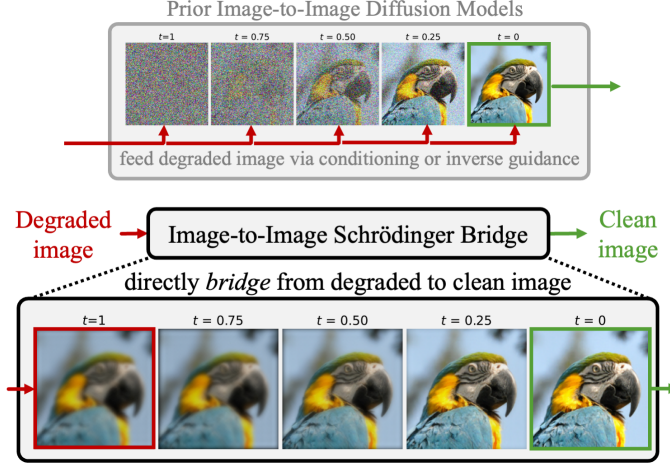 Prior Image-to-Image Diffusion Models
t=1 t = 0.75 t = 0.50 t = 0.25 t = 0
feed degraded image via conditioning or inverse guidance
Degraded image
Image-to-Image Schrödinger Bridge
Clean image
directly bridge from degraded to clean image
t=1 t = 0.75 t = 0.50 t = 0.25 t = 0